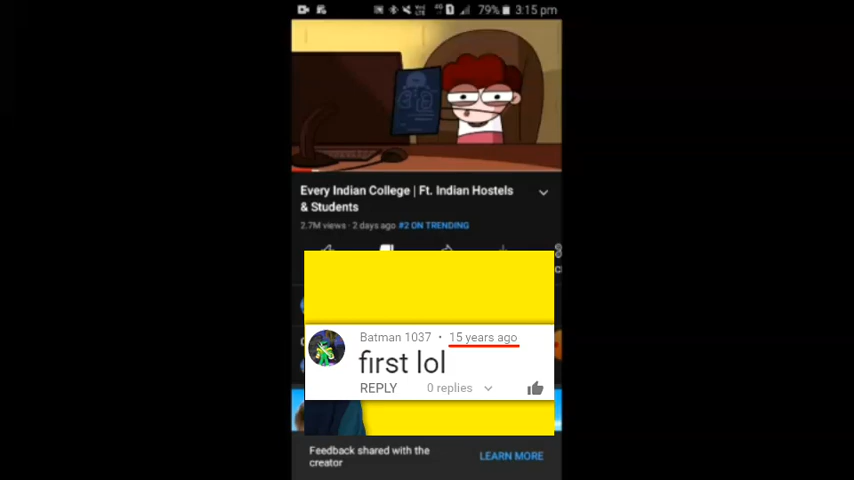 79% 3:15 pm
Every Indian College | Ft. Indian Hostels
& Students
2.7M views · 2 days ago #2 ON TRENDING
Batman 1037 • 15 years ago
first lol
REPLY 0 replies
Feedback shared with the
creator
LEARN MORE